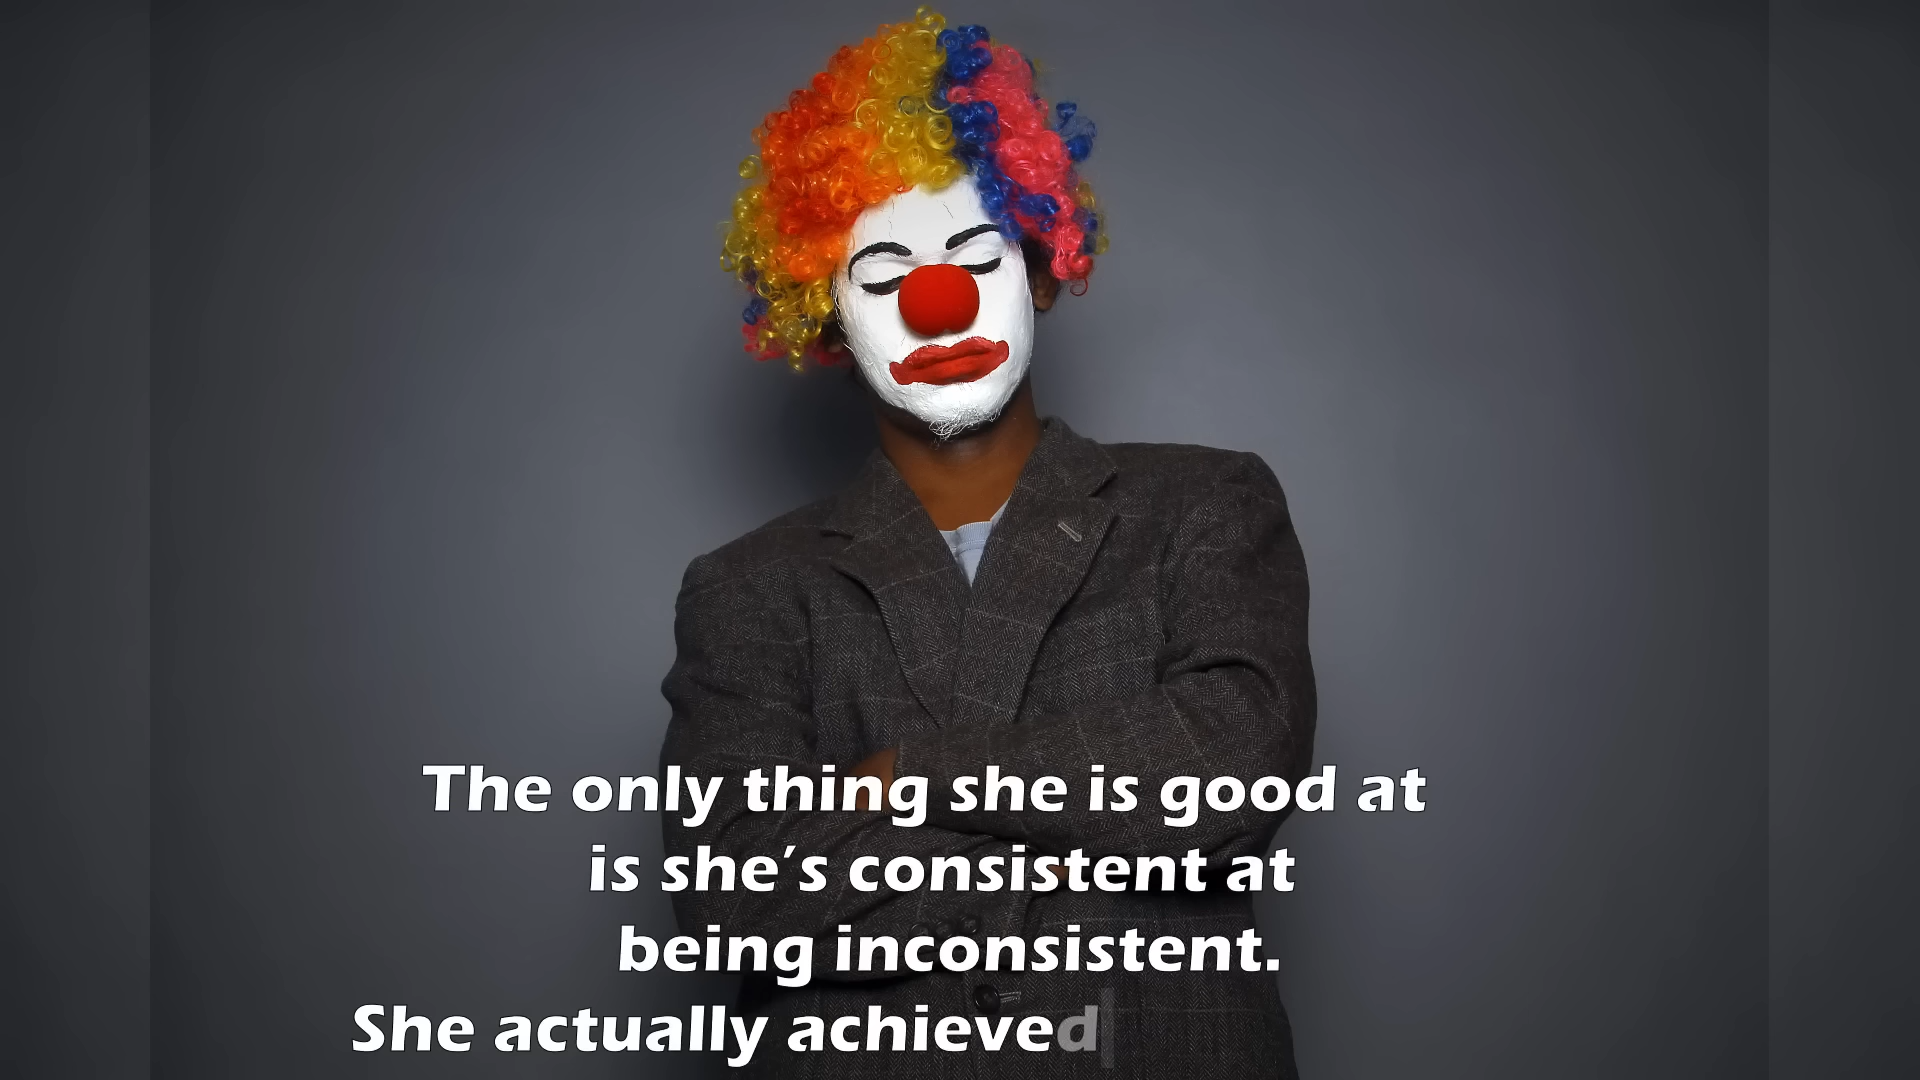 The only thing she is good at
is she's consistent at
being inconsistent.
She actually achieved